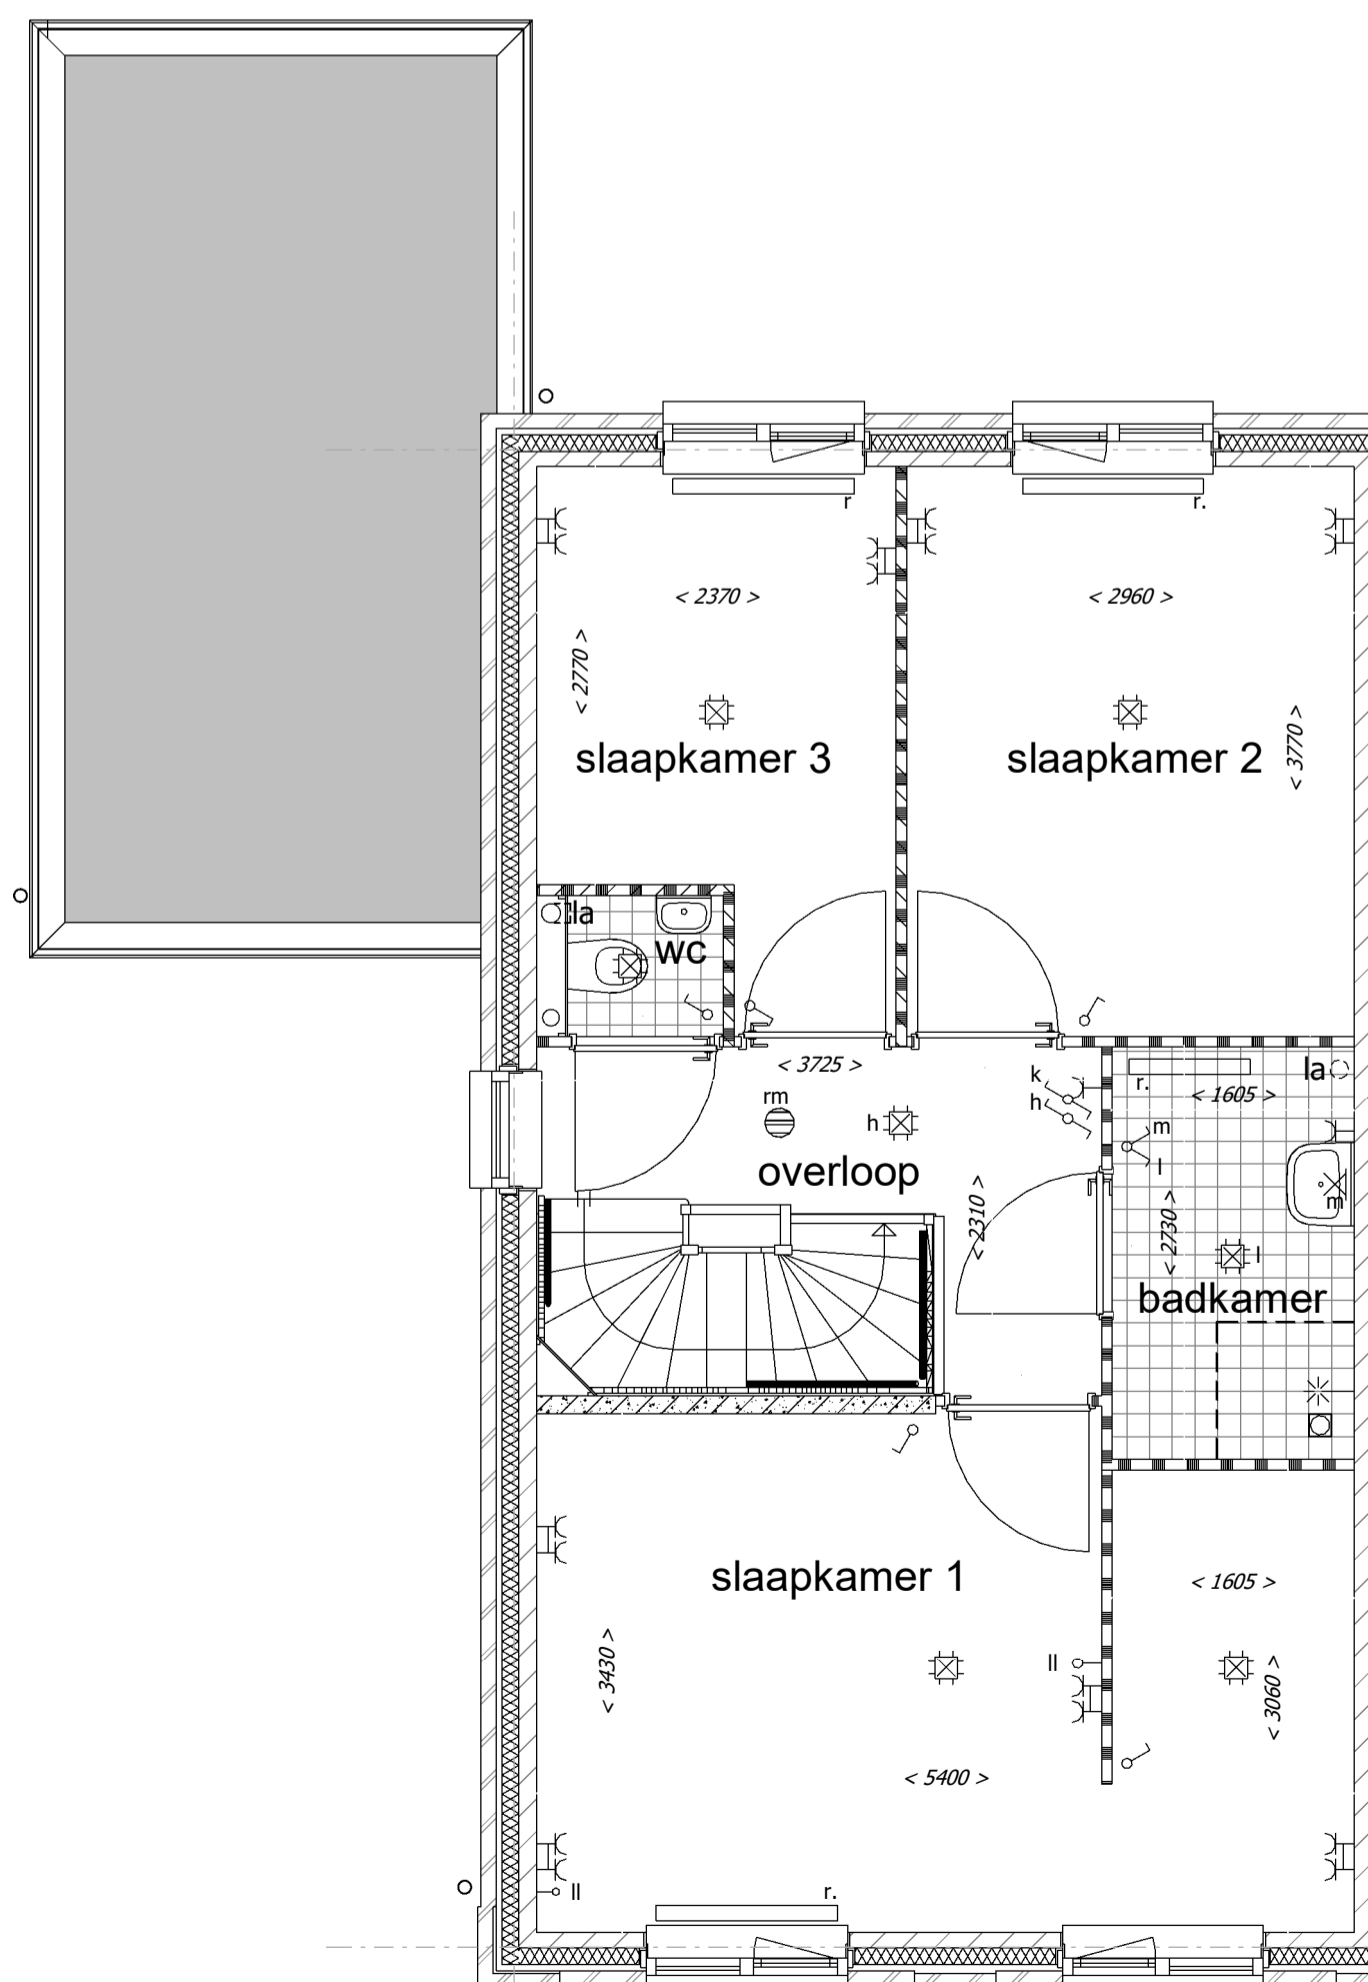 r
r.
< 2370 >
< 2960 >
< 2770 >
< 3770 >
slaapkamer 3
slaapkamer 2
la
wc
< 3725 >
k
h
r.
la
< 1605 >
rm
h
m
l
overloop
< 2310 >
< 2730 >
m
l
badkamer
slaapkamer 1
< 1605 >
< 3430 >
ll
< 3060 >
< 5400 >
ll
r.